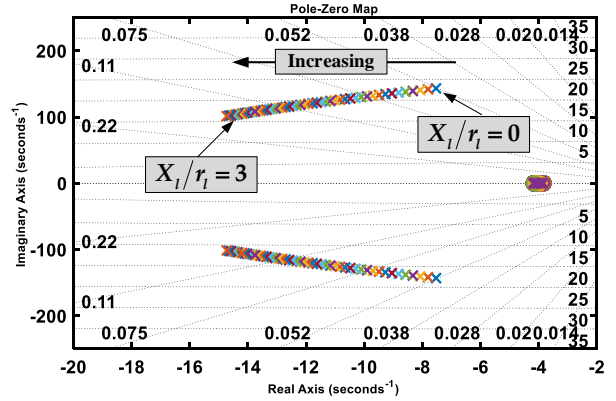 Pole-Zero Map
0.075 0.052 0.038 0.028 0.020 0.014 35
200 30
Increasing
0.11 25
20
100 15
X_l/r_l = 0
0.22 10
5
X_l/r_l = 3
0
5
0.22 10
-100 15
20
0.11 25
-200 30
0.075 0.052 0.038 0.028 0.020 0.014 35
-20 -18 -16 -14 -12 -10 -8 -6 -4 -2
Real Axis (seconds⁻¹)
Imaginary Axis (seconds⁻¹)